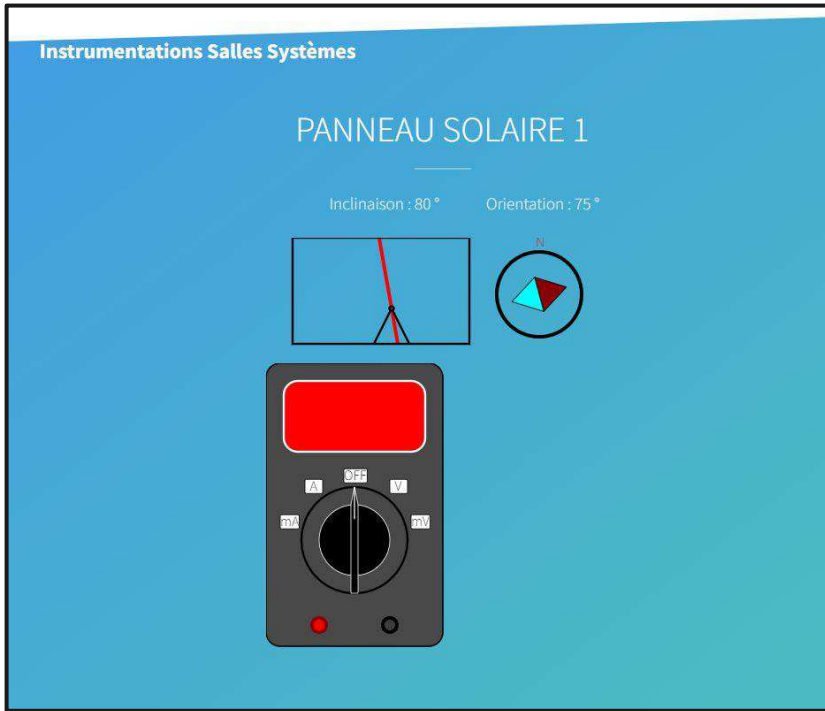 Instrumentations Salles Systèmes
PANNEAU SOLAIRE 1
Inclinaison : 80 ° Orientation : 75 °
N
OFF
A V
mA mV